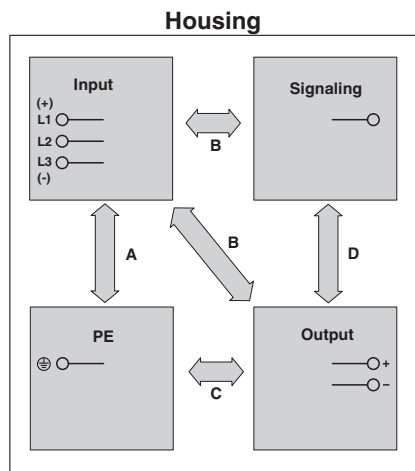 Housing
Input
Signaling
(+)
L1
L2
L3
(-)
B
A
B
D
PE
Output
+
–
C